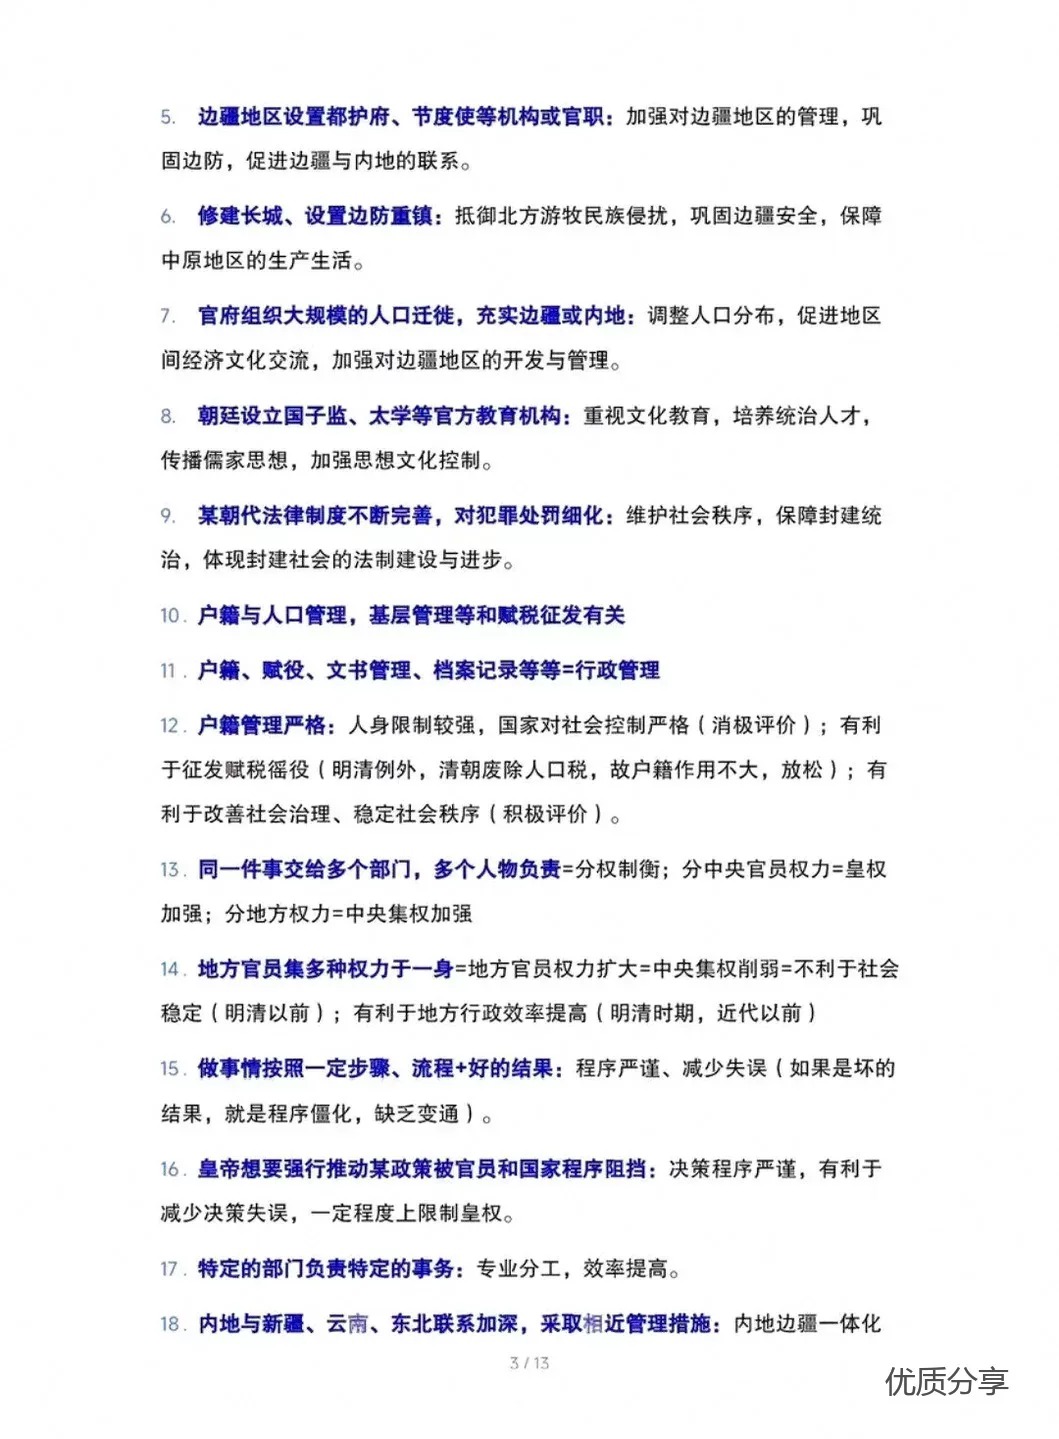 5. 边疆地区设置都护府、节度使等机构或官职：加强对边疆地区的管理，巩
固边防，促进边疆与内地的联系。
6. 修建长城、设置边防重镇：抵御北方游牧民族侵扰，巩固边疆安全，保障
中原地区的生产生活。
7. 官府组织大规模的人口迁徙，充实边疆或内地：调整人口分布，促进地区
间经济文化交流，加强对边疆地区的开发与管理。
8. 朝廷设立国子监、太学等官方教育机构：重视文化教育，培养统治人才，
传播儒家思想，加强思想文化控制。
9. 某朝代法律制度不断完善，对犯罪处罚细化：维护社会秩序，保障封建统
治，体现封建社会的法制建设与进步。
10. 户籍与人口管理，基层管理等和赋税征发有关
11. 户籍、赋役、文书管理、档案记录等等=行政管理
12. 户籍管理严格：人身限制较强，国家对社会控制严格（消极评价）；有利
于征发赋税徭役（明清例外，清朝废除人口税，故户籍作用不大，放松）；有
利于改善社会治理、稳定社会秩序（积极评价）。
13. 同一件事交给多个部门，多个人物负责=分权制衡；分中央官员权力=皇权
加强；分地方权力=中央集权加强
14. 地方官员集多种权力于一身=地方官员权力扩大=中央集权削弱=不利于社会
稳定（明清以前）；有利于地方行政效率提高（明清时期，近代以前）
15. 做事情按照一定步骤、流程+好的结果：程序严谨、减少失误（如果是坏的
结果，就是程序僵化，缺乏变通）。
16. 皇帝想要强行推动某政策被官员和国家程序阻挡：决策程序严谨，有利于
减少决策失误，一定程度上限制皇权。
17. 特定的部门负责特定的事务：专业分工，效率提高。
18. 内地与新疆、云南、东北联系加深，采取相近管理措施：内地边疆一体化
3 / 13
优质分享